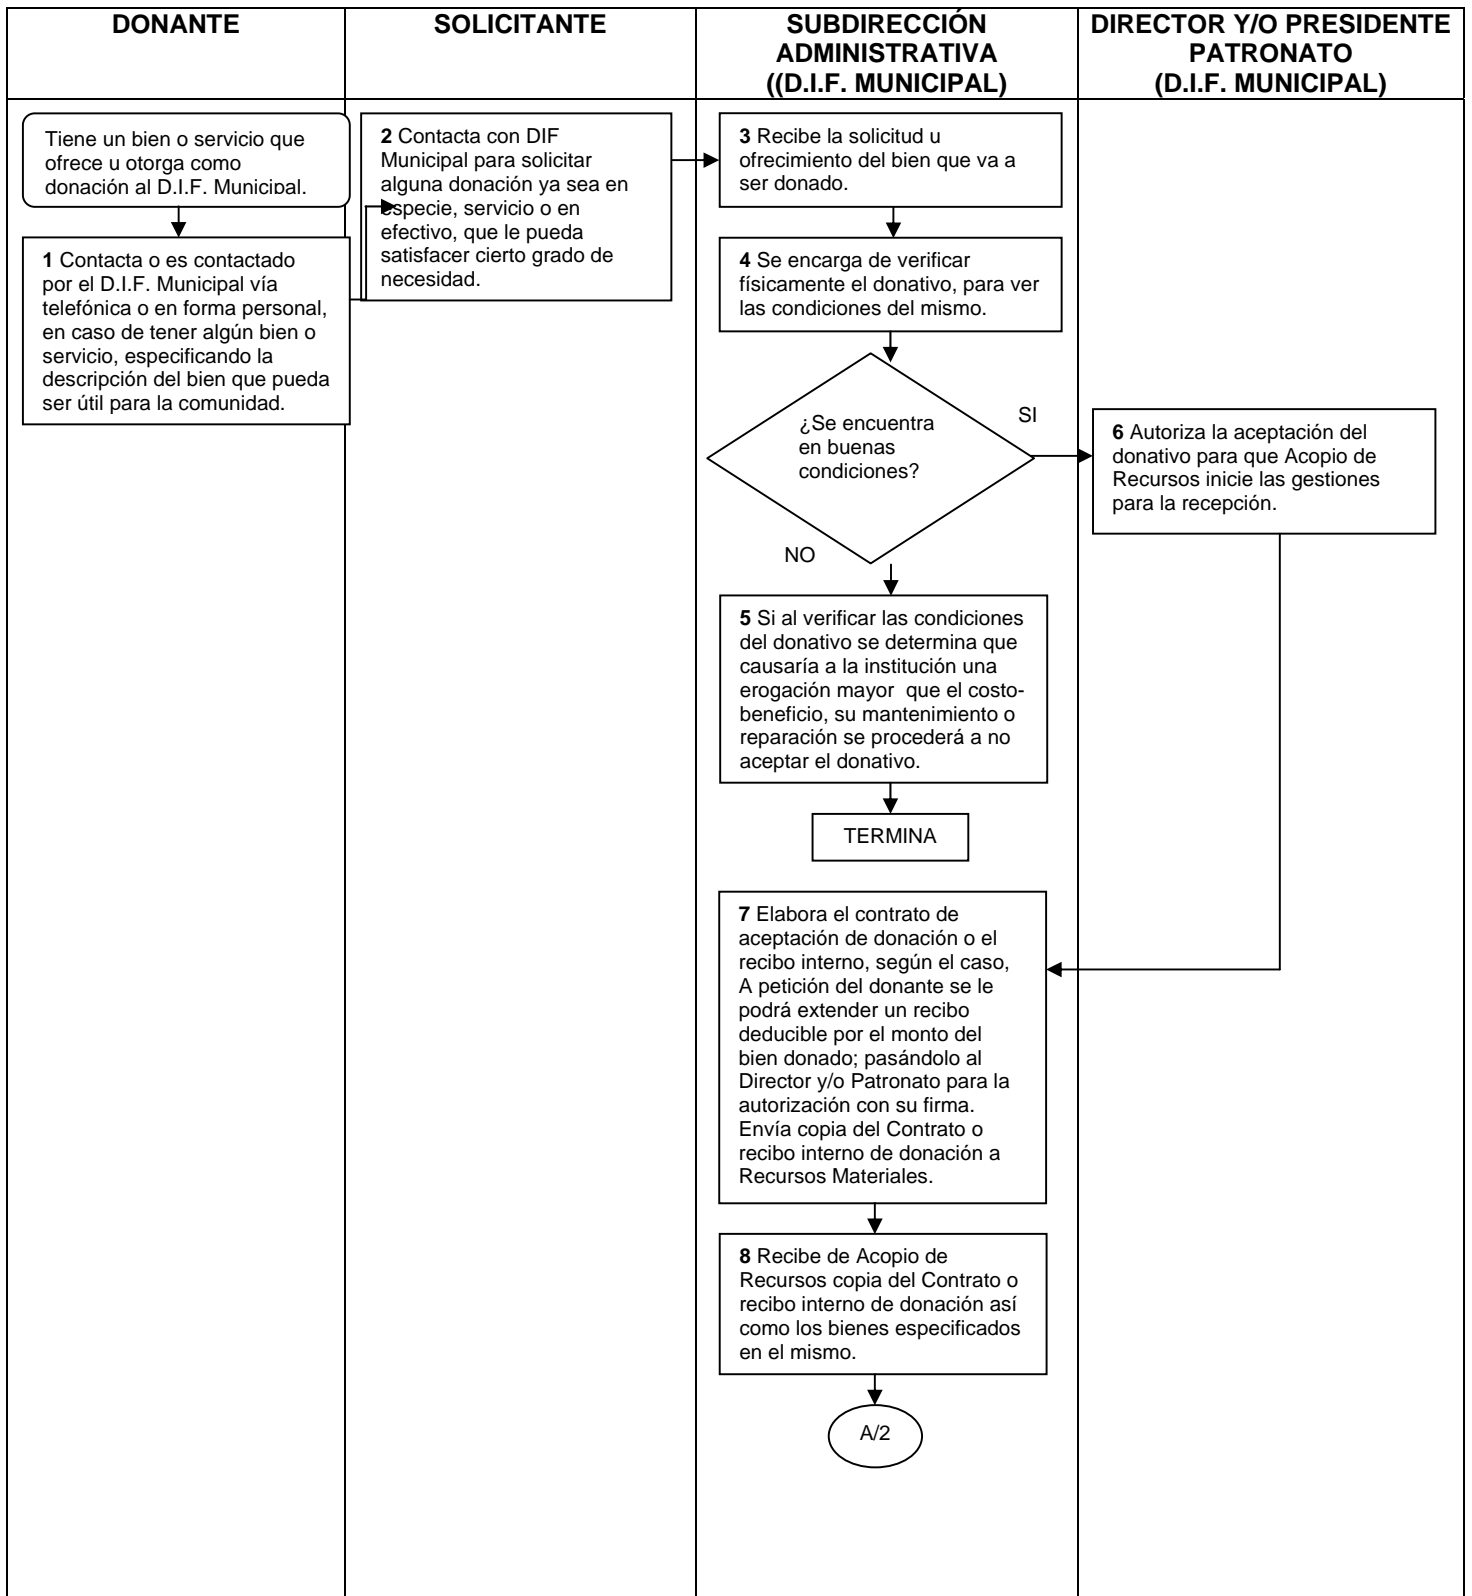 DONANTE
SOLICITANTE
SUBDIRECCIÓN
ADMINISTRATIVA
((D.I.F. MUNICIPAL)
DIRECTOR Y/O PRESIDENTE
PATRONATO
(D.I.F. MUNICIPAL)
Tiene un bien o servicio que
ofrece u otorga como
donación al D.I.F. Municipal.
1 Contacta o es contactado
por el D.I.F. Municipal vía
telefónica o en forma personal,
en caso de tener algún bien o
servicio, especificando la
descripción del bien que pueda
ser útil para la comunidad.
2 Contacta con DIF
Municipal para solicitar
alguna donación ya sea en
especie, servicio o en
efectivo, que le pueda
satisfacer cierto grado de
necesidad.
3 Recibe la solicitud u
ofrecimiento del bien que va a
ser donado.
4 Se encarga de verificar
físicamente el donativo, para ver
las condiciones del mismo.
¿Se encuentra
en buenas
condiciones?
SI
NO
6 Autoriza la aceptación del
donativo para que Acopio de
Recursos inicie las gestiones
para la recepción.
5 Si al verificar las condiciones
del donativo se determina que
causaría a la institución una
erogación mayor  que el costo-
beneficio, su mantenimiento o
reparación se procederá a no
aceptar el donativo.
TERMINA
7 Elabora el contrato de
aceptación de donación o el
recibo interno, según el caso,
A petición del donante se le
podrá extender un recibo
deducible por el monto del
bien donado; pasándolo al
Director y/o Patronato para la
autorización con su firma.
Envía copia del Contrato o
recibo interno de donación a
Recursos Materiales.
8 Recibe de Acopio de
Recursos copia del Contrato o
recibo interno de donación así
como los bienes especificados
en el mismo.
A/2